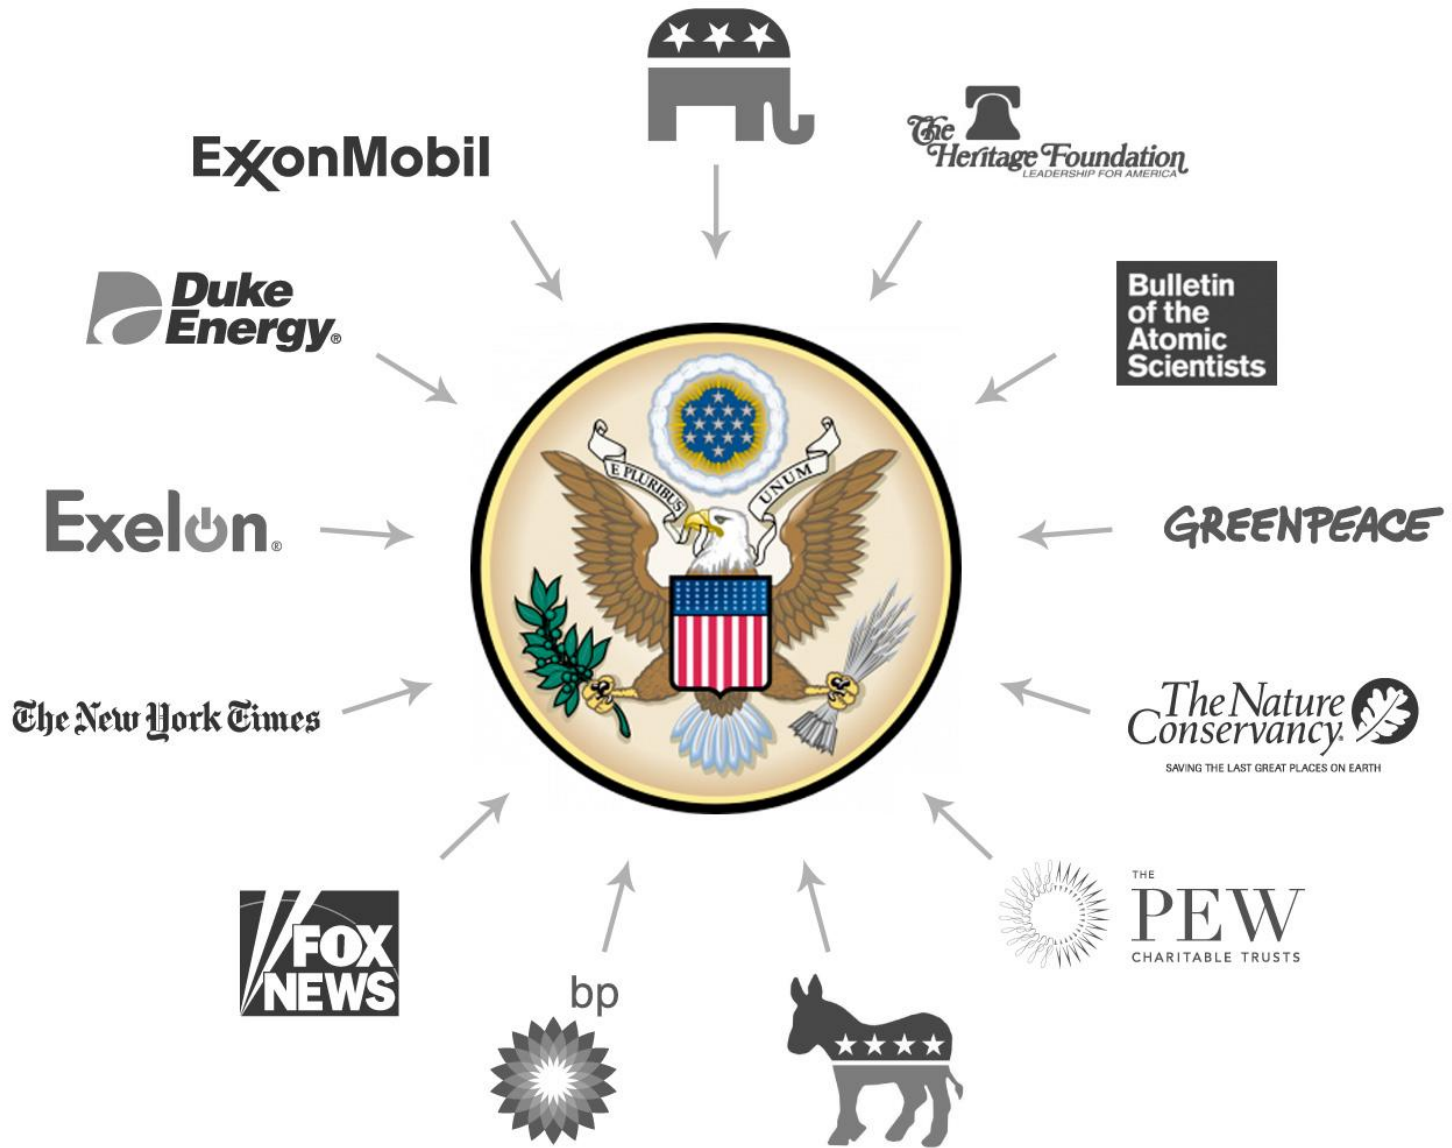 ExxonMobil
The
Heritage Foundation
LEADERSHIP FOR AMERICA
Duke
Energy®
Bulletin
of the
Atomic
Scientists
E PLURIBUS UNUM
Exelon®
GREENPEACE
The New York Times
The Nature
Conservancy®
SAVING THE LAST GREAT PLACES ON EARTH
THE
PEW
CHARITABLE TRUSTS
FOX
NEWS
bp